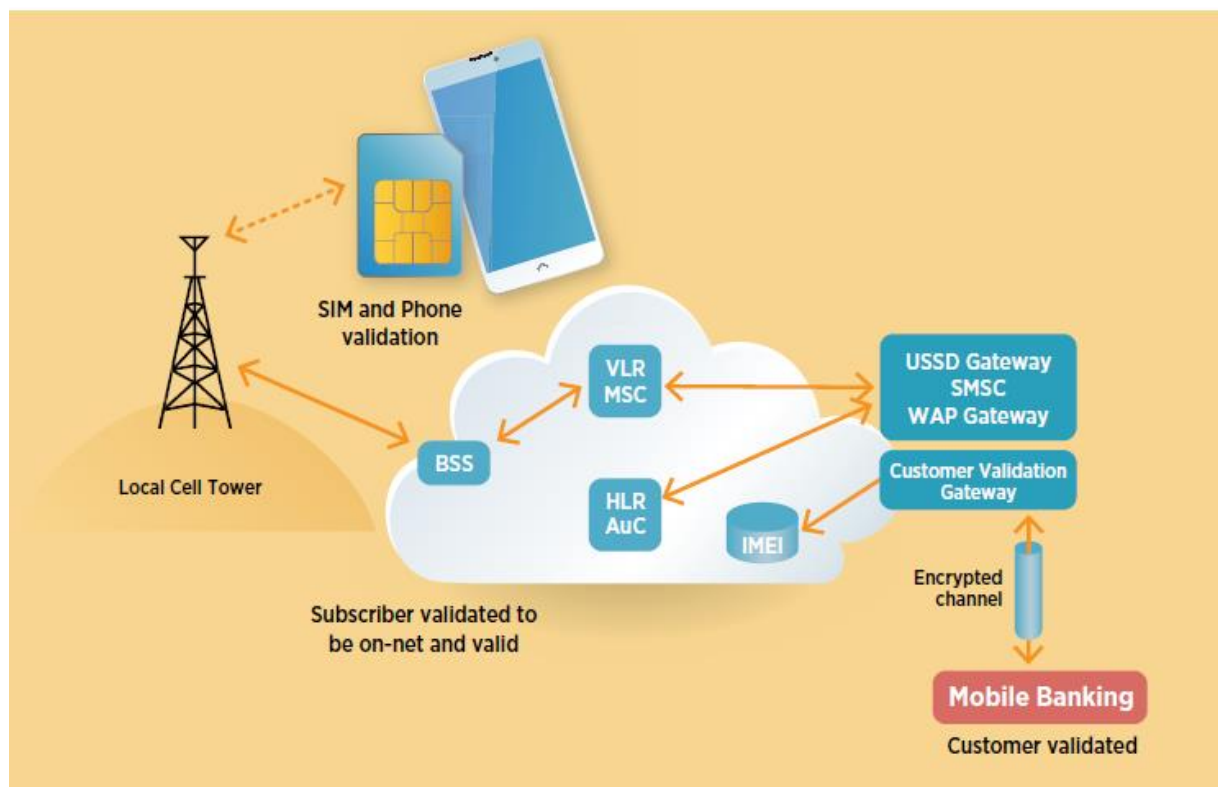 SIM and Phone
validation
Local Cell Tower
VLR
MSC
BSS
HLR
AuC
IMEI
USSD Gateway
SMSC
WAP Gateway
Customer Validation
Gateway
Encrypted
channel
Subscriber validated to
be on-net and valid
Mobile Banking
Customer validated